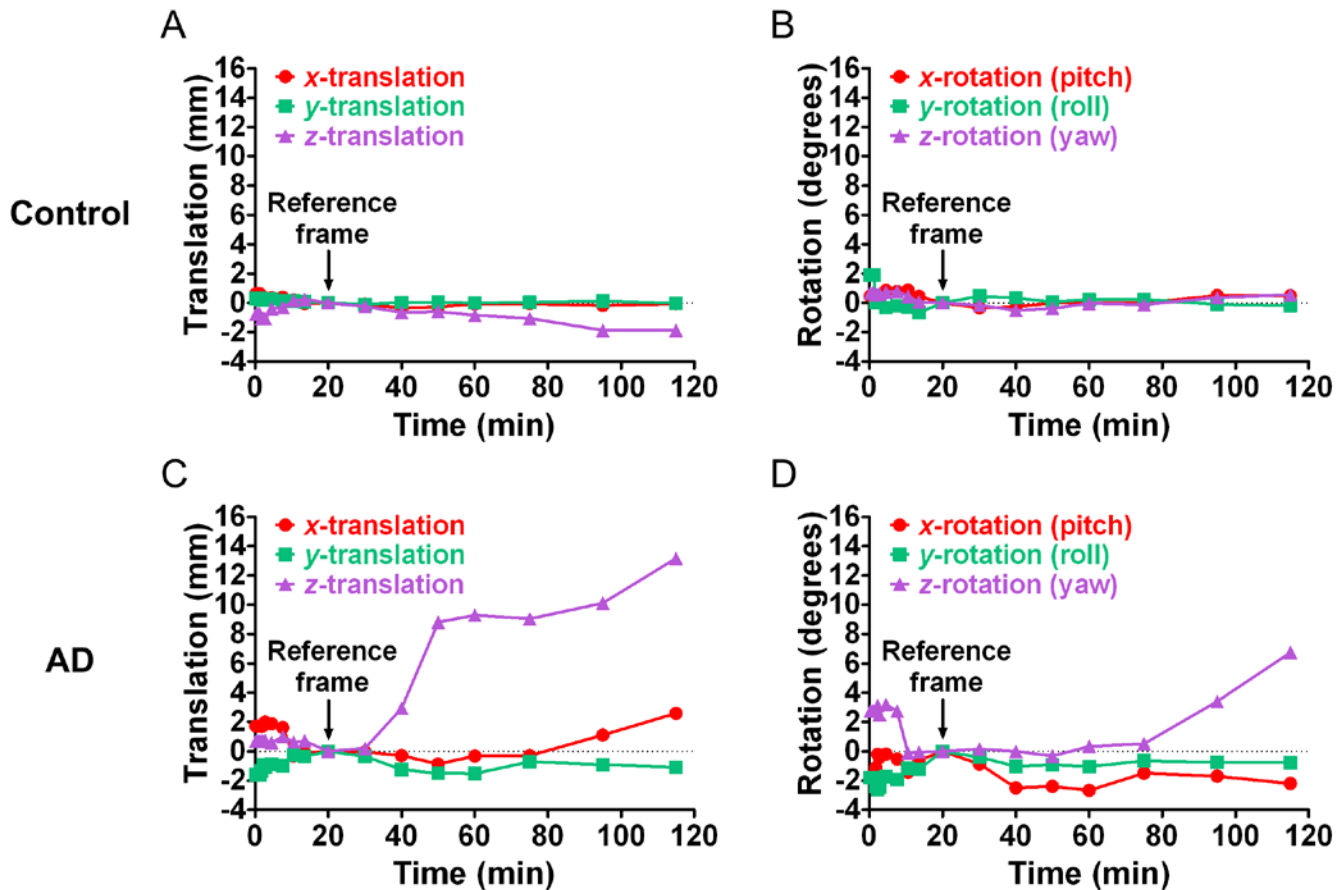 A
Translation (mm)
16
14
12
10
8
6
4
2
0
-2
-4
x-translation
y-translation
z-translation
Reference
frame
0 20 40 60 80 100 120
Time (min)
B
Rotation (degrees)
16
14
12
10
8
6
4
2
0
-2
-4
x-rotation (pitch)
y-rotation (roll)
z-rotation (yaw)
Reference
frame
0 20 40 60 80 100 120
Time (min)
Control
C
Translation (mm)
16
14
12
10
8
6
4
2
0
-2
-4
x-translation
y-translation
z-translation
Reference
frame
0 20 40 60 80 100 120
Time (min)
D
Rotation (degrees)
16
14
12
10
8
6
4
2
0
-2
-4
x-rotation (pitch)
y-rotation (roll)
z-rotation (yaw)
Reference
frame
0 20 40 60 80 100 120
Time (min)
AD